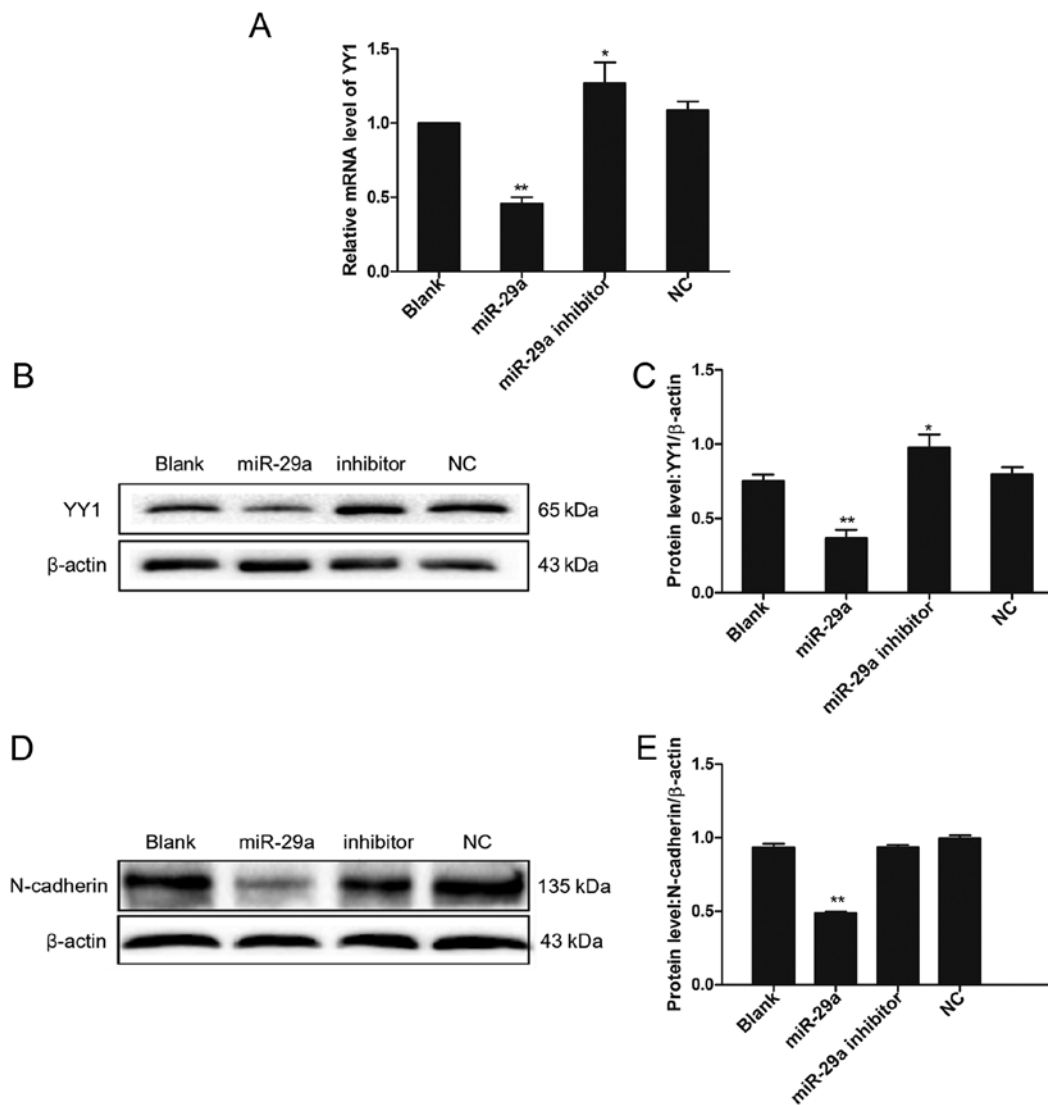 A
Relative mRNA level of YY1
1.5
1.0
0.5
0.0
*
**
Blank
miR-29a
miR-29a inhibitor
NC
B
Blank miR-29a inhibitor NC
YY1 65 kDa
β-actin 43 kDa
C
Protein level:YY1/β-actin
1.5
1.0
0.5
0.0
*
**
Blank
miR-29a
miR-29a inhibitor
NC
D
Blank miR-29a inhibitor NC
N-cadherin 135 kDa
β-actin 43 kDa
E
Protein level:N-cadherin/β-actin
1.5
1.0
0.5
0.0
**
Blank
miR-29a
miR-29a inhibitor
NC